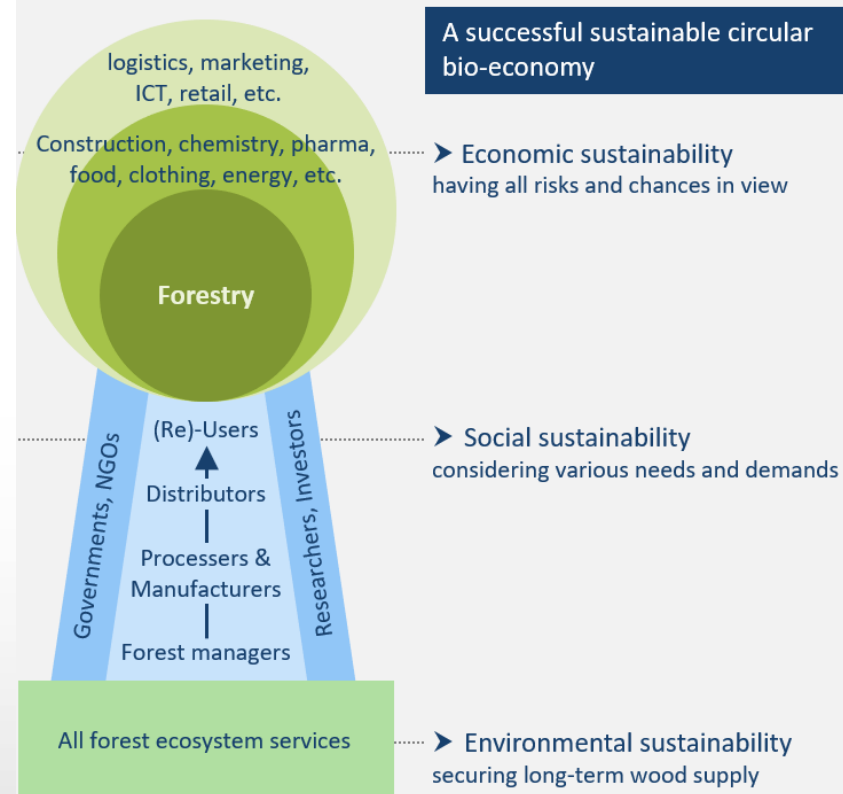 A successful sustainable circular
bio-economy
logistics, marketing,
ICT, retail, etc.
Construction, chemistry, pharma,
food, clothing, energy, etc.
Forestry
➤ Economic sustainability
having all risks and chances in view
Governments, NGOs
(Re)-Users
Distributors
Processers &
Manufacturers
Forest managers
Researchers, Investors
➤ Social sustainability
considering various needs and demands
All forest ecosystem services
➤ Environmental sustainability
securing long-term wood supply